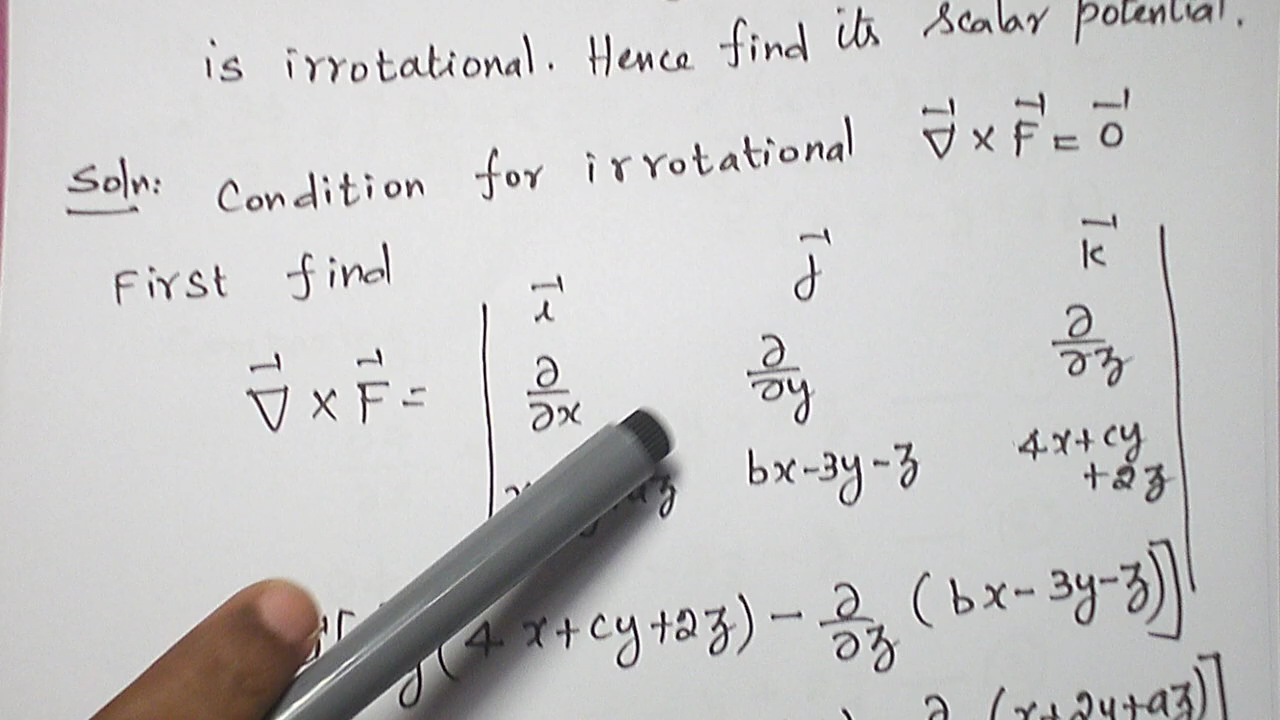 is irrotational. Hence find its scalar potential.
Soln: Condition for irrotational ∇⃗ × F⃗ = 0⃗
First find
i⃗ j⃗ k⃗
∇⃗ × F⃗ = | ∂/∂x ∂/∂y ∂/∂z |
bx-3y-z 4x+cy+2z
(4x+cy+2z) - ∂/∂z (bx-3y-z)]
(x+2y+az)]